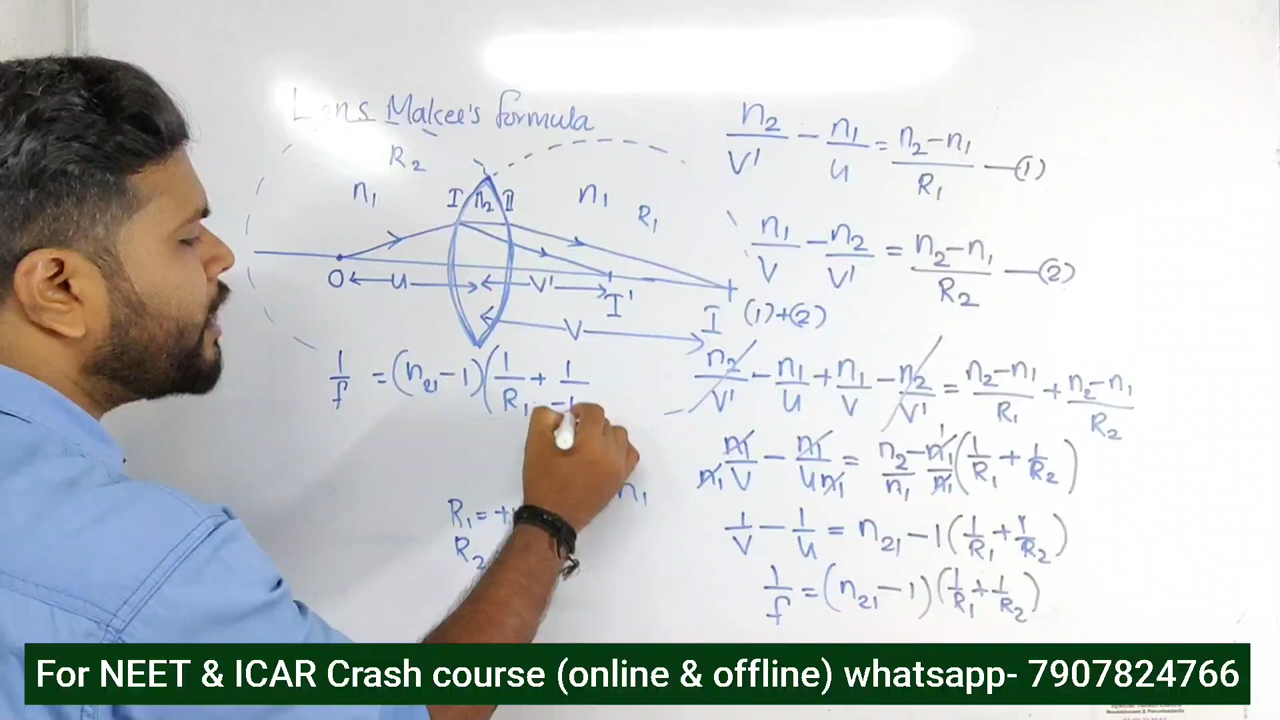 Lens Maker's formula
R₂
n₁
I n₂ II
n₁
R₁
O u v' I'
v
I
1/f = (n₂₁ - 1)(1/R₁ + 1/-
R₁ = +
R₂
n₁
n₂/v' - n₁/u = (n₂-n₁)/R₁ —(1)
n₁/v - n₂/v' = (n₂-n₁)/R₂ —(2)
(1)+(2)
n₂/v' - n₁/u + n₁/v - n₂/v' = (n₂-n₁)/R₁ + (n₂-n₁)/R₂
n₁/(n₁v) - n₁/(un₁) = n₂/n₁ - n₁/n₁ (1/R₁ + 1/R₂)
1/v - 1/u = n₂₁ - 1(1/R₁ + 1/R₂)
1/f = (n₂₁ - 1)(1/R₁ + 1/R₂)
For NEET & ICAR Crash course (online & offline) whatsapp- 7907824766